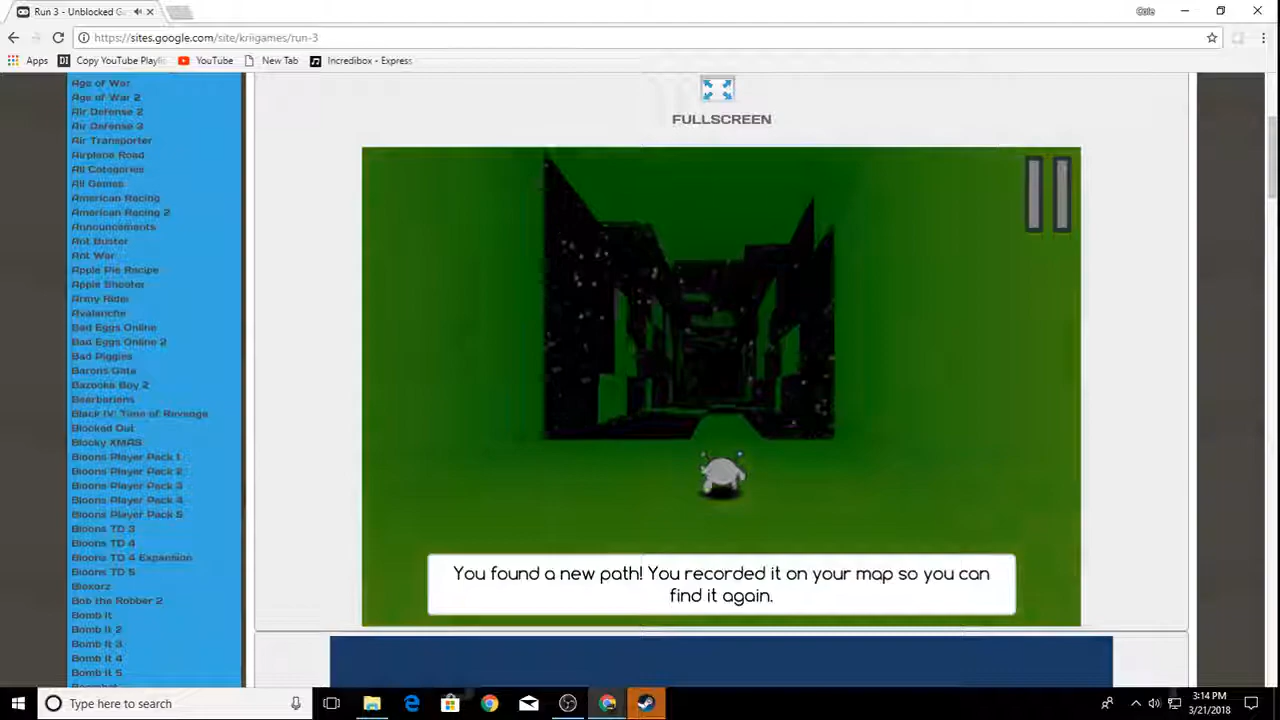 Run 3 - Unblocked G
Cole
https://sites.google.com/site/kriigames/run-3
Apps
Copy YouTube Playli
YouTube
New Tab
Incredibox - Express
Age of War
Age of War 2
Air Defense 2
Air Defense 3
Air Transporter
Airplane Road
All Categories
All Games
American Racing
American Racing 2
Announcements
Ant Buster
Ant War
Apple Pie Recipe
Apple Shooter
Army Rider
Avalanche
Bad Eggs Online
Bad Eggs Online 2
Bad Piggies
Barons Gate
Bazooka Boy 2
Bearbarians
Black IV: Time of Revenge
Blocked Out
Blocky XMAS
Bloons Player Pack 1
Bloons Player Pack 2
Bloons Player Pack 3
Bloons Player Pack 4
Bloons Player Pack 5
Bloons TD 3
Bloons TD 4
Bloons TD 4 Expansion
Bloons TD 5
Bloxorz
Bob the Robber 2
Bomb It
Bomb It 2
Bomb It 3
Bomb It 4
Bomb It 5
FULLSCREEN
You found a new path! You recorded it on your map so you can
find it again.
Type here to search
3:14 PM
3/21/2018